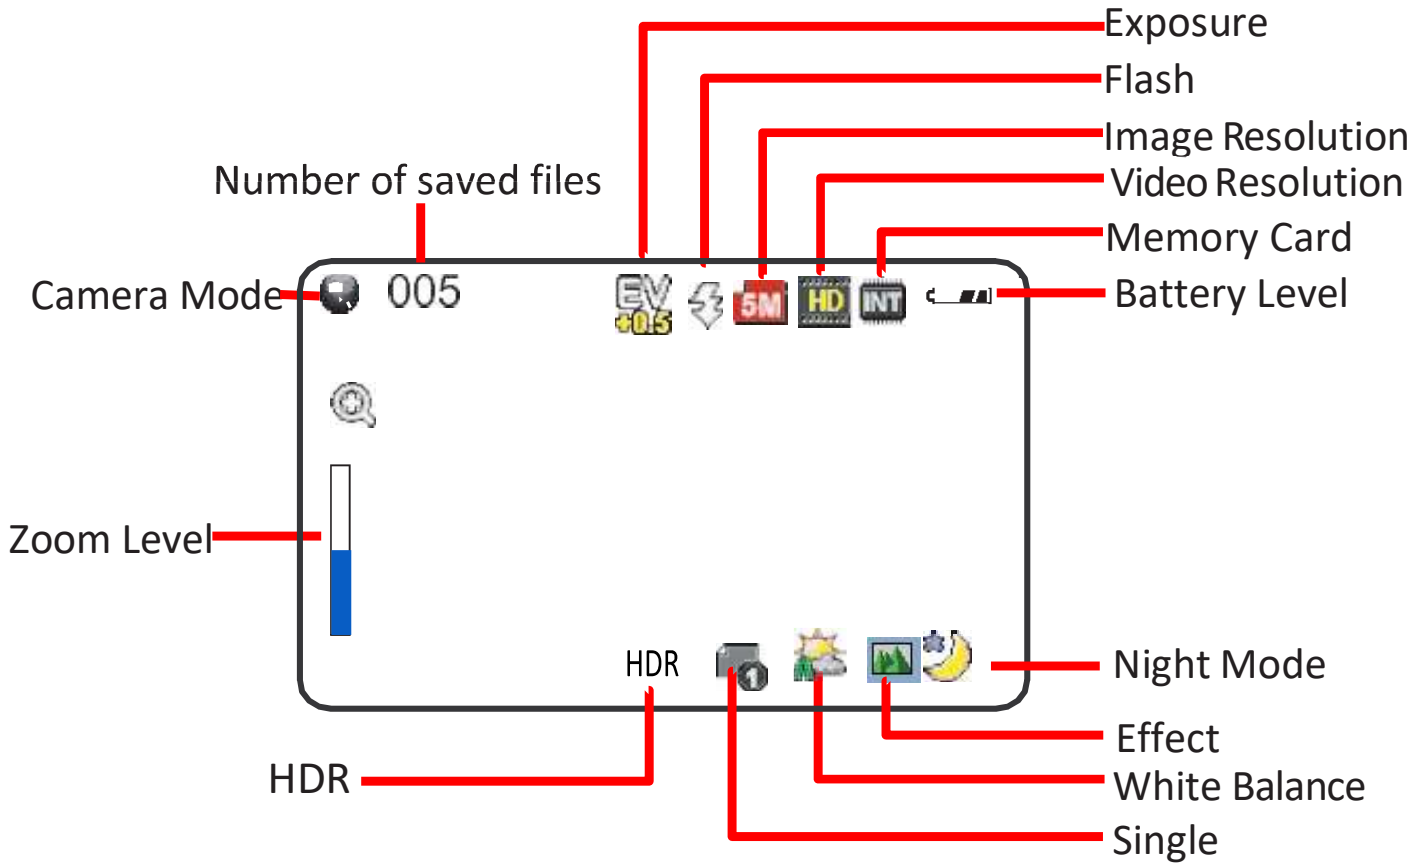 Exposure
Flash
Image Resolution
Number of saved files
Video Resolution
Memory Card
Camera Mode
005
EV
+0.5
5M
HD
INT
Battery Level
Zoom Level
HDR
1
Night Mode
Effect
HDR
White Balance
Single